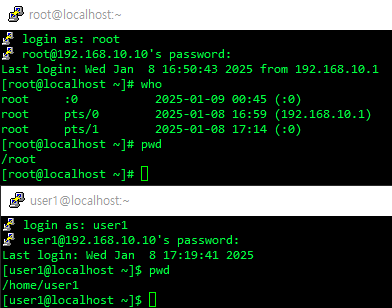 root@localhost:~
login as: root
root@192.168.10.10's password:
Last login: Wed Jan  8 16:50:43 2025 from 192.168.10.1
[root@localhost ~]# who
root     :0           2025-01-09 00:45 (:0)
root     pts/0        2025-01-08 16:59 (192.168.10.1)
root     pts/1        2025-01-08 17:14 (:0)
[root@localhost ~]# pwd
/root
[root@localhost ~]#
user1@localhost:~
login as: user1
user1@192.168.10.10's password:
Last login: Wed Jan  8 17:19:41 2025
[user1@localhost ~]$ pwd
/home/user1
[user1@localhost ~]$